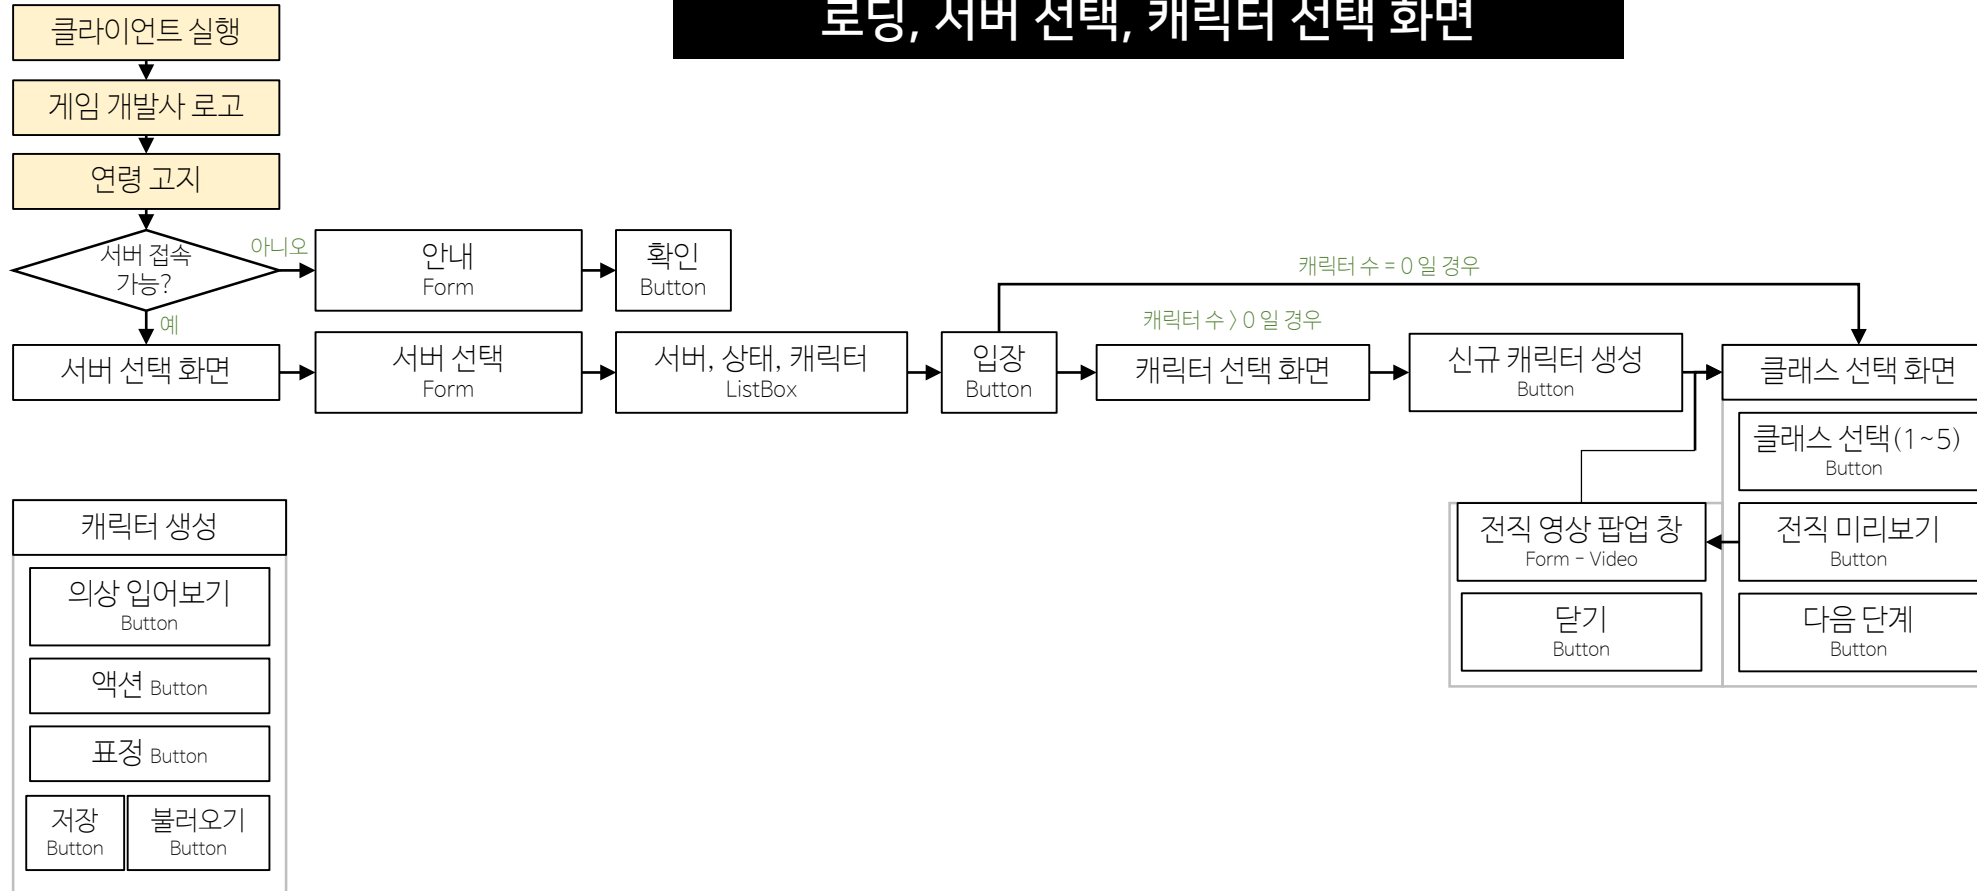 로딩, 서버 선택, 캐릭터 선택 화면
클라이언트 실행
게임 개발사 로고
연령 고지
서버 접속
가능?
아니오
예
안내
Form
확인
Button
서버 선택 화면
서버 선택
Form
서버, 상태, 캐릭터
ListBox
입장
Button
캐릭터 수 = 0 일 경우
캐릭터 수 > 0 일 경우
캐릭터 선택 화면
신규 캐릭터 생성
Button
클래스 선택 화면
클래스 선택(1~5)
Button
전직 영상 팝업 창
Form - Video
전직 미리보기
Button
닫기
Button
다음 단계
Button
캐릭터 생성
의상 입어보기
Button
액션 Button
표정 Button
저장
Button
불러오기
Button